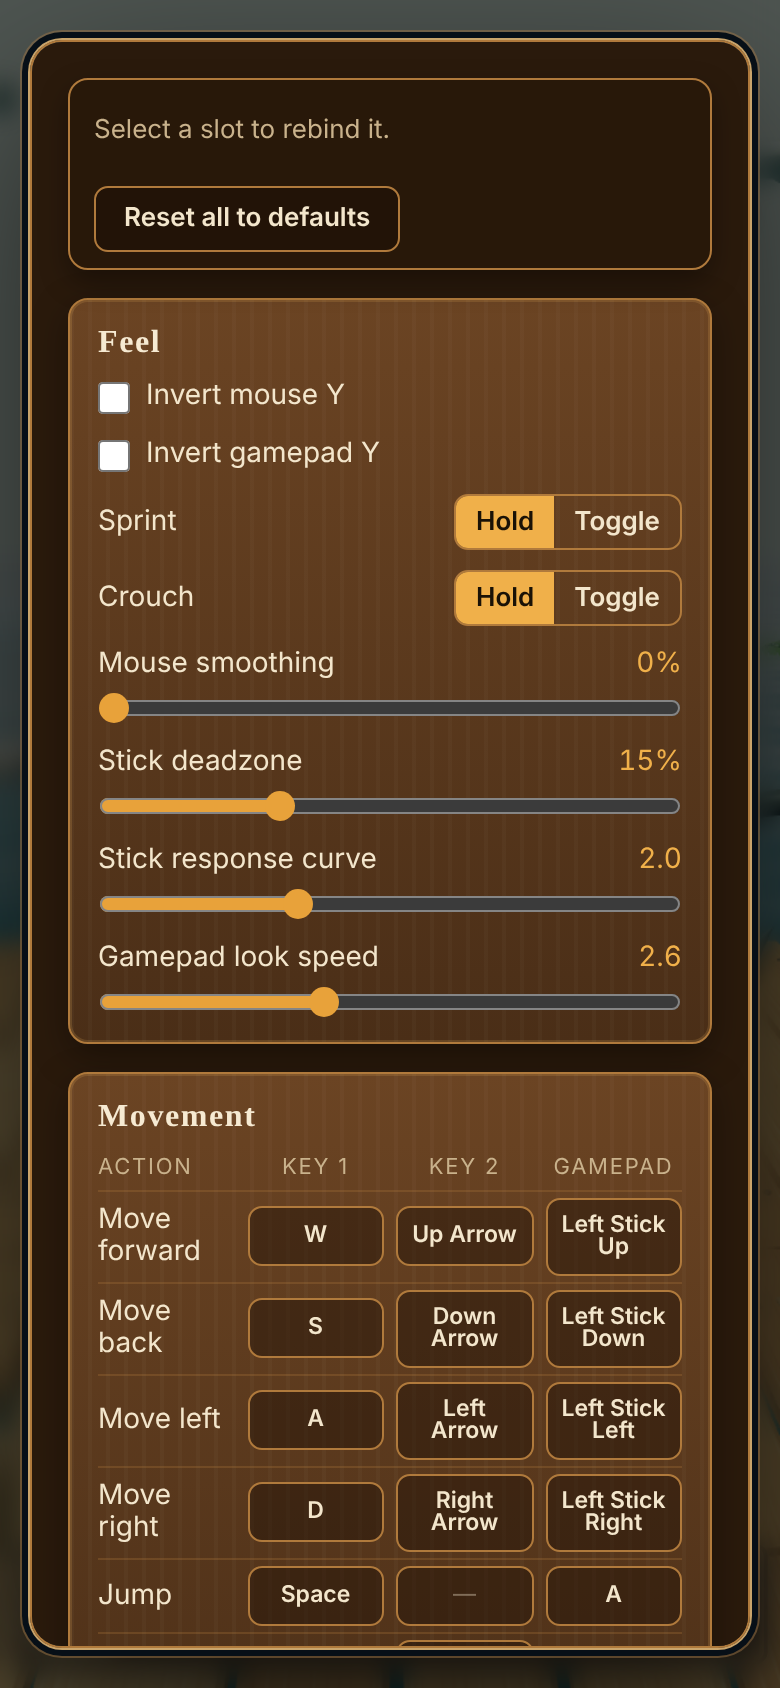 Select a slot to rebind it.
Reset all to defaults
Feel
Invert mouse Y
Invert gamepad Y
Sprint Hold Toggle
Crouch Hold Toggle
Mouse smoothing 0%
Stick deadzone 15%
Stick response curve 2.0
Gamepad look speed 2.6
Movement
ACTION KEY 1 KEY 2 GAMEPAD
Move forward W Up Arrow Left Stick Up
Move back S Down Arrow Left Stick Down
Move left A Left Arrow Left Stick Left
Move right D Right Arrow Left Stick Right
Jump Space — A